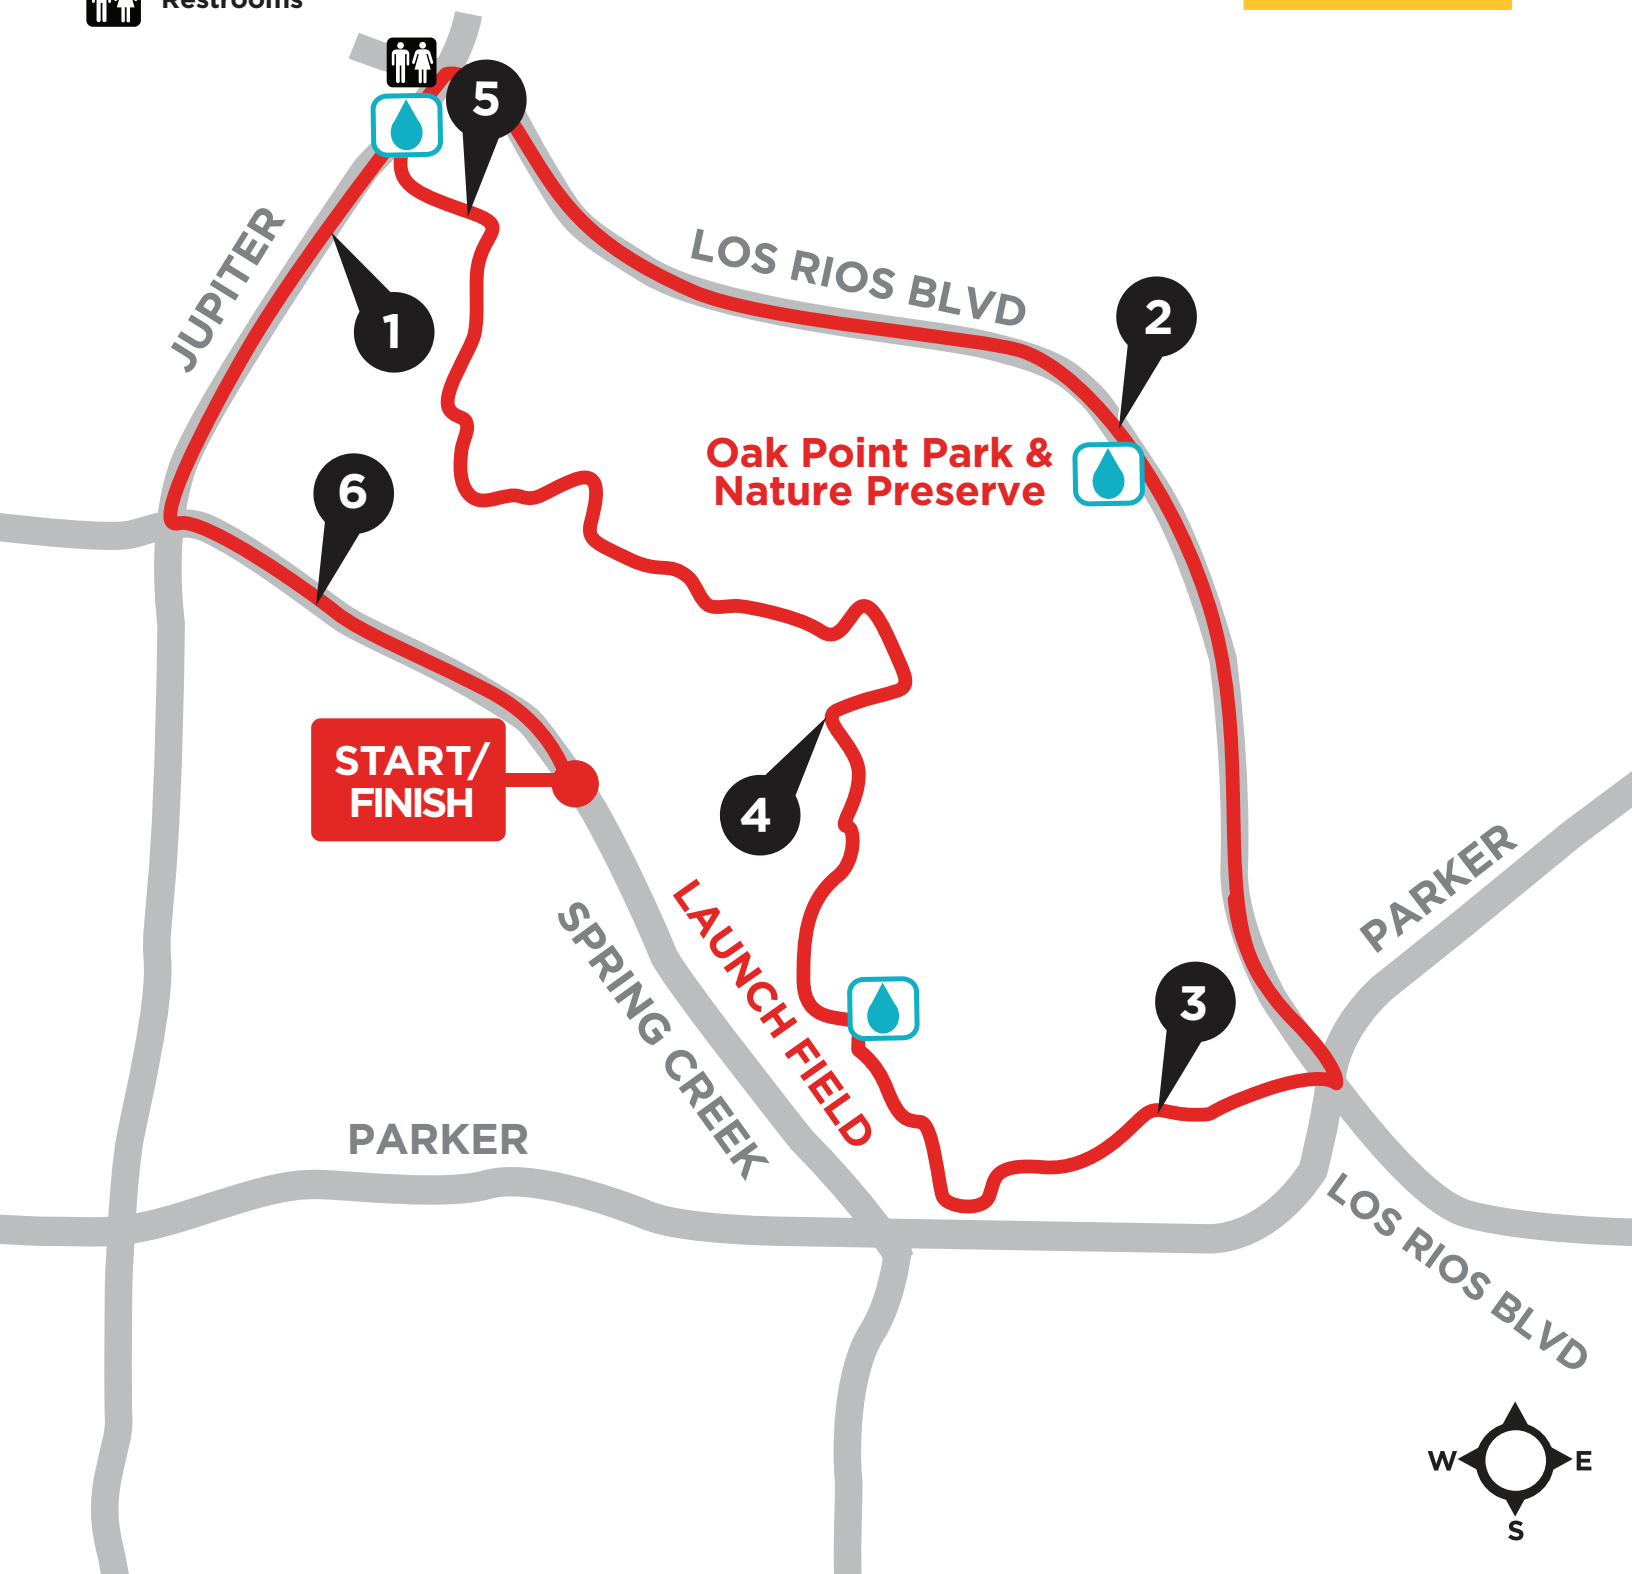 Restrooms
5
JUPITER
LOS RIOS BLVD
1
2
Oak Point Park &
Nature Preserve
6
START/
FINISH
4
LAUNCH FIELD
SPRING CREEK
PARKER
3
PARKER
LOS RIOS BLVD
W
E
S